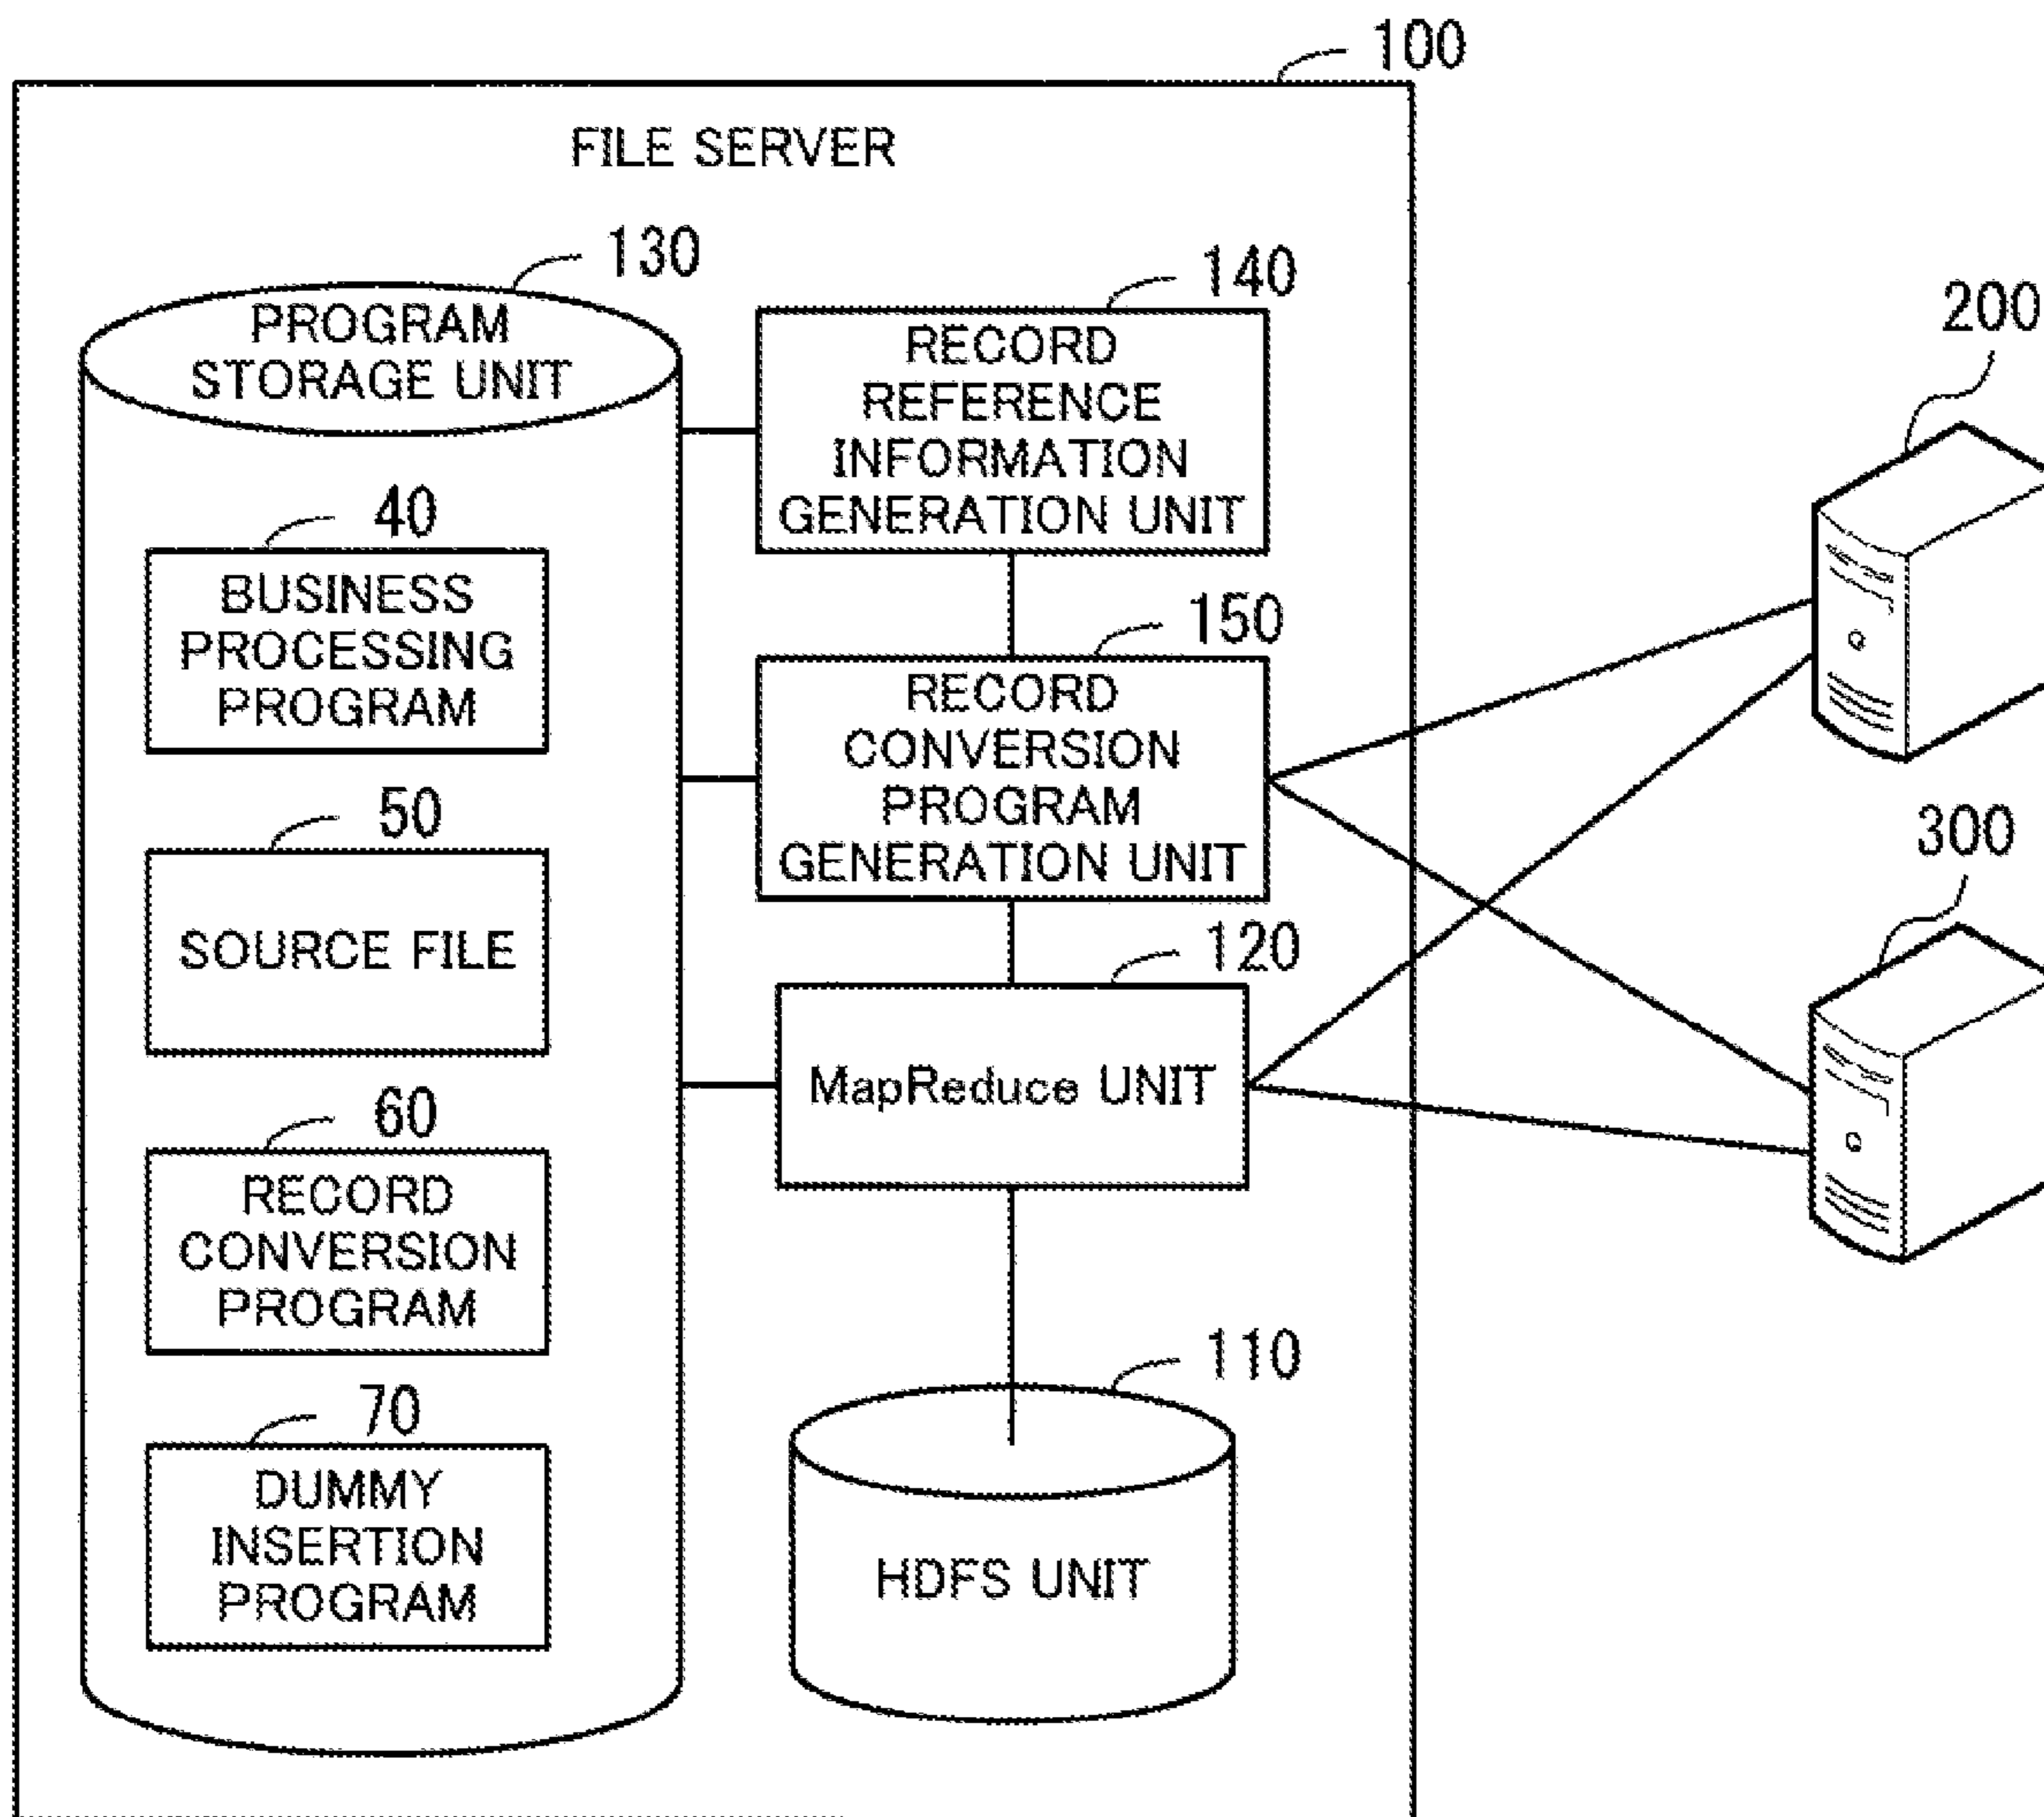 100
FILE SERVER
130
PROGRAM
STORAGE UNIT
40
BUSINESS
PROCESSING
PROGRAM
50
SOURCE FILE
60
RECORD
CONVERSION
PROGRAM
70
DUMMY
INSERTION
PROGRAM
140
RECORD
REFERENCE
INFORMATION
GENERATION UNIT
150
RECORD
CONVERSION
PROGRAM
GENERATION UNIT
120
MapReduce UNIT
110
HDFS UNIT
200
300